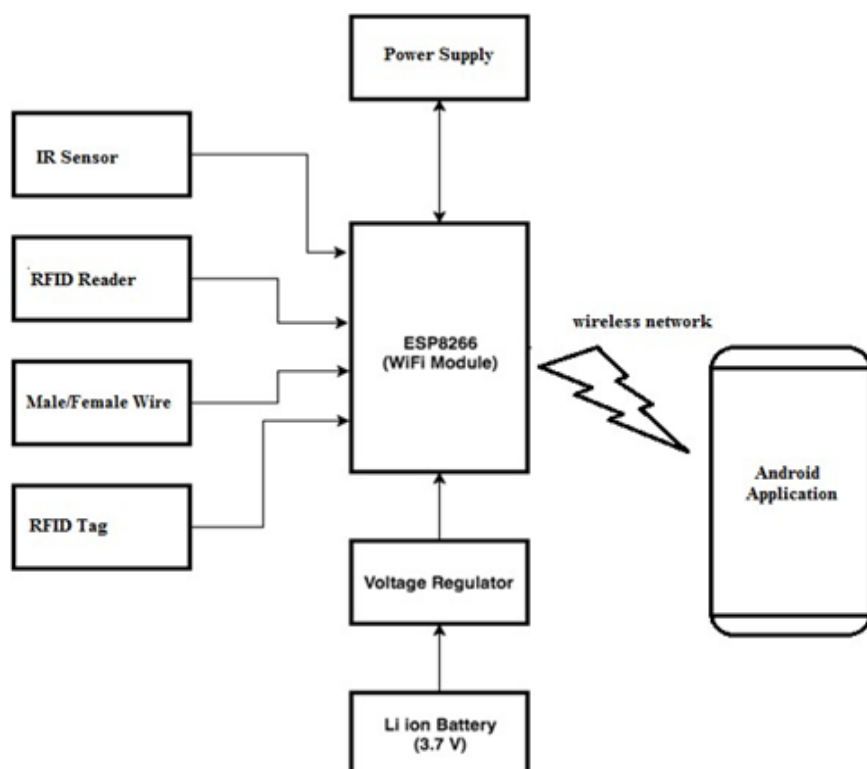 Power Supply
IR Sensor
RFID Reader
Male/Female Wire
RFID Tag
ESP8266
(WiFi Module)
wireless network
Android
Application
Voltage Regulator
Li ion Battery
(3.7 V)